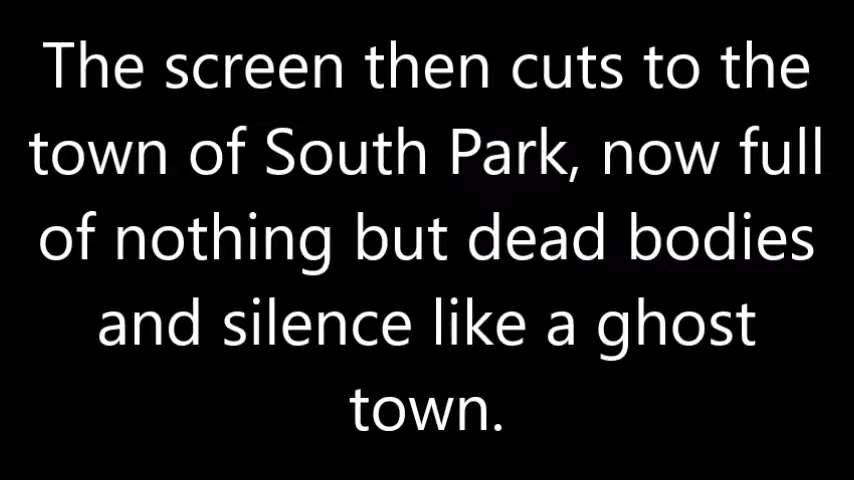 The screen then cuts to the
town of South Park, now full
of nothing but dead bodies
and silence like a ghost
town.